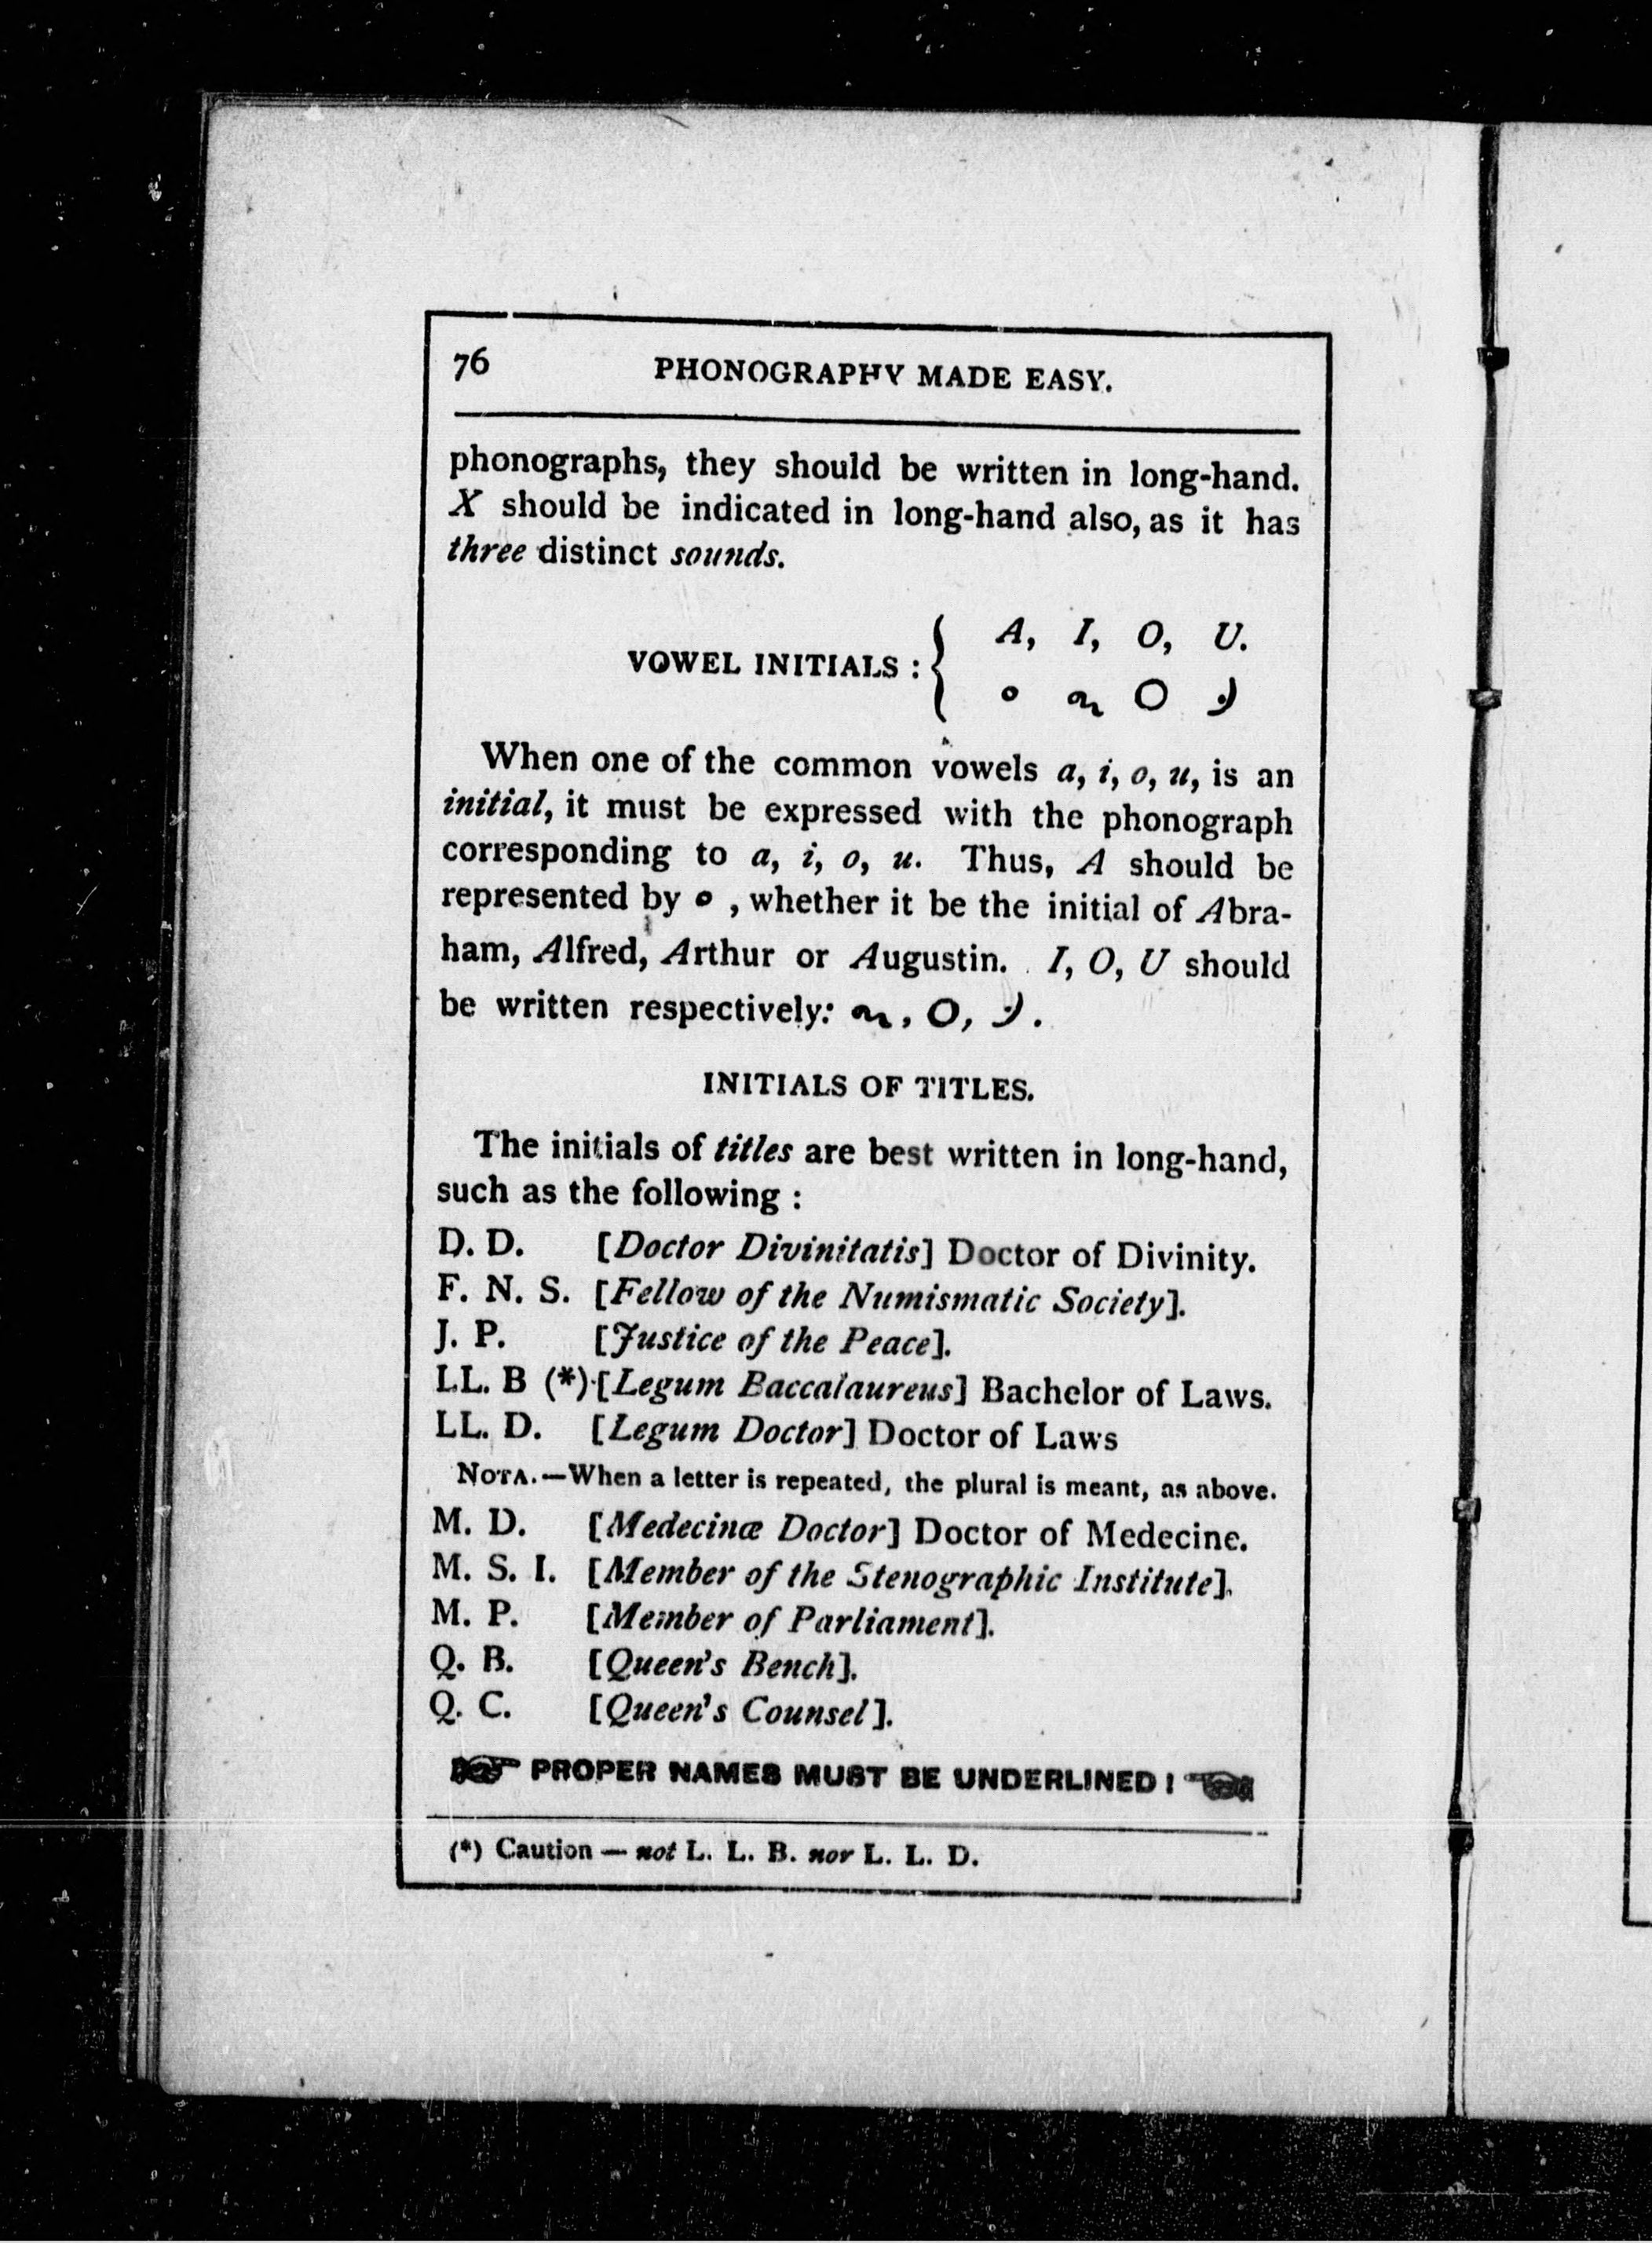 76 PHONOGRAPHY MADE EASY.
phonographs, they should be written in long-hand.
X should be indicated in long-hand also, as it has
three distinct sounds.
A, I, O, U.
VOWEL INITIALS :
When one of the common vowels a, i, o, u, is an
initial, it must be expressed with the phonograph
corresponding to a, i, o, u. Thus, A should be
represented by o , whether it be the initial of Abra-
ham, Alfred, Arthur or Augustin. I, O, U should
be written respectively:
INITIALS OF TITLES.
The initials of titles are best written in long-hand,
such as the following :
D. D. [Doctor Divinitatis] Doctor of Divinity.
F. N. S. [Fellow of the Numismatic Society].
J. P. [Justice of the Peace].
LL. B (*) [Legum Baccalaureus] Bachelor of Laws.
LL. D. [Legum Doctor] Doctor of Laws
NOTA.—When a letter is repeated, the plural is meant, as above.
M. D. [Medecinæ Doctor] Doctor of Medecine.
M. S. I. [Member of the Stenographic Institute].
M. P. [Member of Parliament].
Q. B. [Queen's Bench].
Q. C. [Queen's Counsel].
☞ PROPER NAMES MUST BE UNDERLINED ! ☜
(*) Caution — not L. L. B. nor L. L. D.